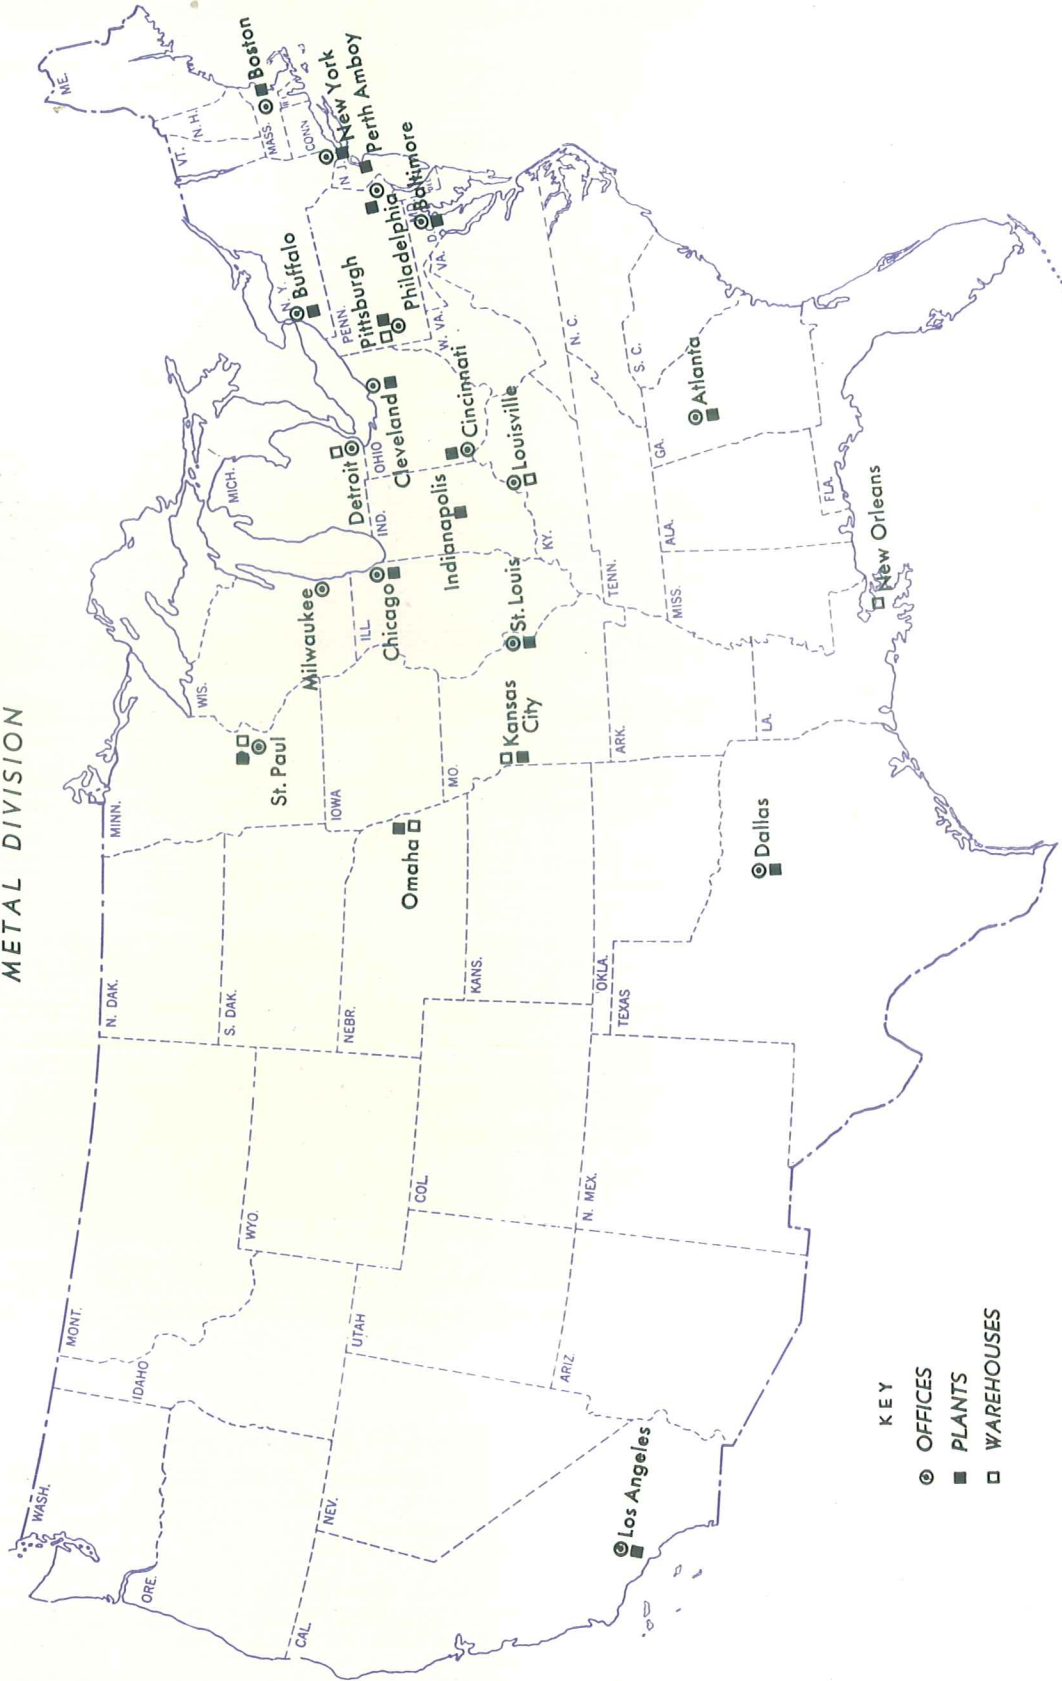 METAL DIVISION
WASH.
MONT.
N. DAK.
MINN.
ME.
VT.
N. H.
IDAHO
ORE.
S. DAK.
WIS.
MICH.
N. Y.
MASS.
Boston
CONN
WYO.
St. Paul
Milwaukee
Buffalo
New York
N J
Perth Amboy
NEV.
UTAH
NEBR.
IOWA
ILL.
IND.
Detroit
OHIO
PENN.
Pittsburgh
Philadelphia
Baltimore
MD.
CAL.
COL.
Omaha
Chicago
Cleveland
W. VA.
VA.
MO.
KANS.
Indianapolis
Cincinnati
Louisville
KY.
Kansas
City
St. Louis
ARIZ.
N. MEX.
OKLA.
TEXAS
ARK.
TENN.
N. C.
S. C.
Los Angeles
MISS.
ALA.
GA.
Atlanta
Dallas
LA.
FLA.
New Orleans
KEY
OFFICES
PLANTS
WAREHOUSES